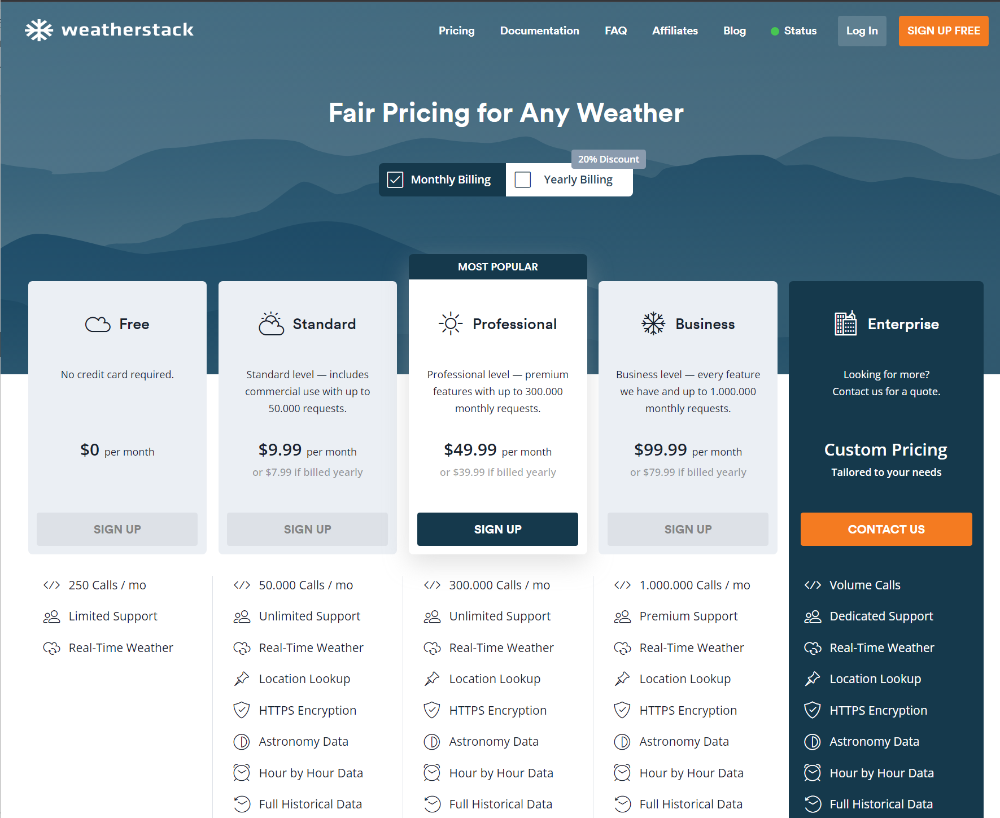 weatherstack
Pricing
Documentation
FAQ
Affiliates
Blog
Status
Log In
SIGN UP FREE
Fair Pricing for Any Weather
20% Discount
Monthly Billing
Yearly Billing
MOST POPULAR
Free
No credit card required.
$0 per month
SIGN UP
250 Calls / mo
Limited Support
Real-Time Weather
Standard
Standard level — includes
commercial use with up to
50.000 requests.
$9.99 per month
or $7.99 if billed yearly
SIGN UP
50.000 Calls / mo
Unlimited Support
Real-Time Weather
Location Lookup
HTTPS Encryption
Astronomy Data
Hour by Hour Data
Full Historical Data
Professional
Professional level — premium
features with up to 300.000
monthly requests.
$49.99 per month
or $39.99 if billed yearly
SIGN UP
300.000 Calls / mo
Unlimited Support
Real-Time Weather
Location Lookup
HTTPS Encryption
Astronomy Data
Hour by Hour Data
Full Historical Data
Business
Business level — every feature
we have and up to 1.000.000
monthly requests.
$99.99 per month
or $79.99 if billed yearly
SIGN UP
1.000.000 Calls / mo
Premium Support
Real-Time Weather
Location Lookup
HTTPS Encryption
Astronomy Data
Hour by Hour Data
Full Historical Data
Enterprise
Looking for more?
Contact us for a quote.
Custom Pricing
Tailored to your needs
CONTACT US
Volume Calls
Dedicated Support
Real-Time Weather
Location Lookup
HTTPS Encryption
Astronomy Data
Hour by Hour Data
Full Historical Data